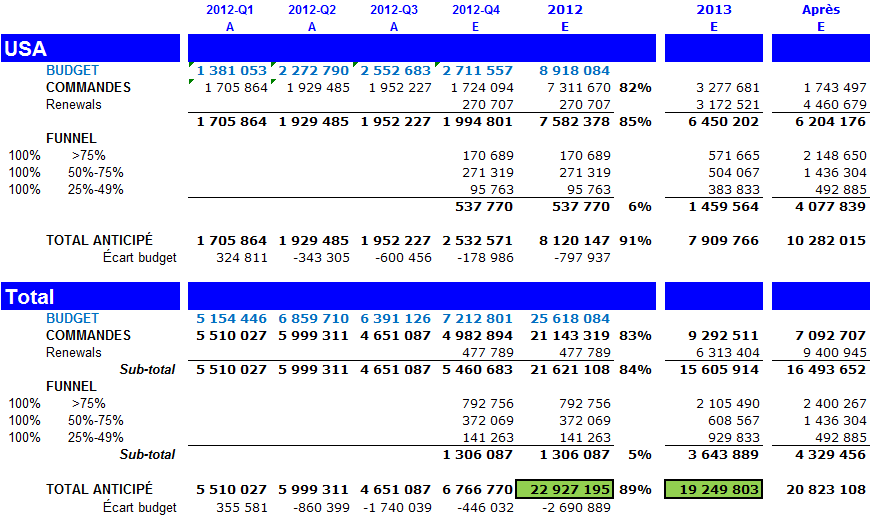 2012-Q1 2012-Q2 2012-Q3 2012-Q4 2012 2013 Après
A A A E E E E
USA
BUDGET 1 381 053 2 272 790 2 552 683 2 711 557 8 918 084
COMMANDES 1 705 864 1 929 485 1 952 227 1 724 094 7 311 670 82% 3 277 681 1 743 497
Renewals 270 707 270 707 3 172 521 4 460 679
1 705 864 1 929 485 1 952 227 1 994 801 7 582 378 85% 6 450 202 6 204 176
FUNNEL
100% >75% 170 689 170 689 571 665 2 148 650
100% 50%-75% 271 319 271 319 504 067 1 436 304
100% 25%-49% 95 763 95 763 383 833 492 885
537 770 537 770 6% 1 459 564 4 077 839
TOTAL ANTICIPÉ 1 705 864 1 929 485 1 952 227 2 532 571 8 120 147 91% 7 909 766 10 282 015
Écart budget 324 811 -343 305 -600 456 -178 986 -797 937
Total
BUDGET 5 154 446 6 859 710 6 391 126 7 212 801 25 618 084
COMMANDES 5 510 027 5 999 311 4 651 087 4 982 894 21 143 319 83% 9 292 511 7 092 707
Renewals 477 789 477 789 6 313 404 9 400 945
Sub-total 5 510 027 5 999 311 4 651 087 5 460 683 21 621 108 84% 15 605 914 16 493 652
FUNNEL
100% >75% 792 756 792 756 2 105 490 2 400 267
100% 50%-75% 372 069 372 069 608 567 1 436 304
100% 25%-49% 141 263 141 263 929 833 492 885
Sub-total 1 306 087 1 306 087 5% 3 643 889 4 329 456
TOTAL ANTICIPÉ 5 510 027 5 999 311 4 651 087 6 766 770 22 927 195 89% 19 249 803 20 823 108
Écart budget 355 581 -860 399 -1 740 039 -446 032 -2 690 889